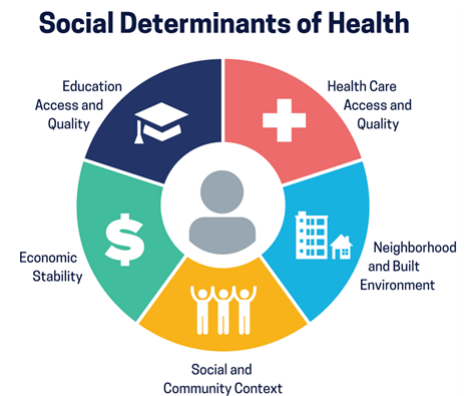 Social Determinants of Health
Education
Access and
Quality
Health Care
Access and
Quality
Economic
Stability
$
Neighborhood
and Built
Environment
Social and
Community Context